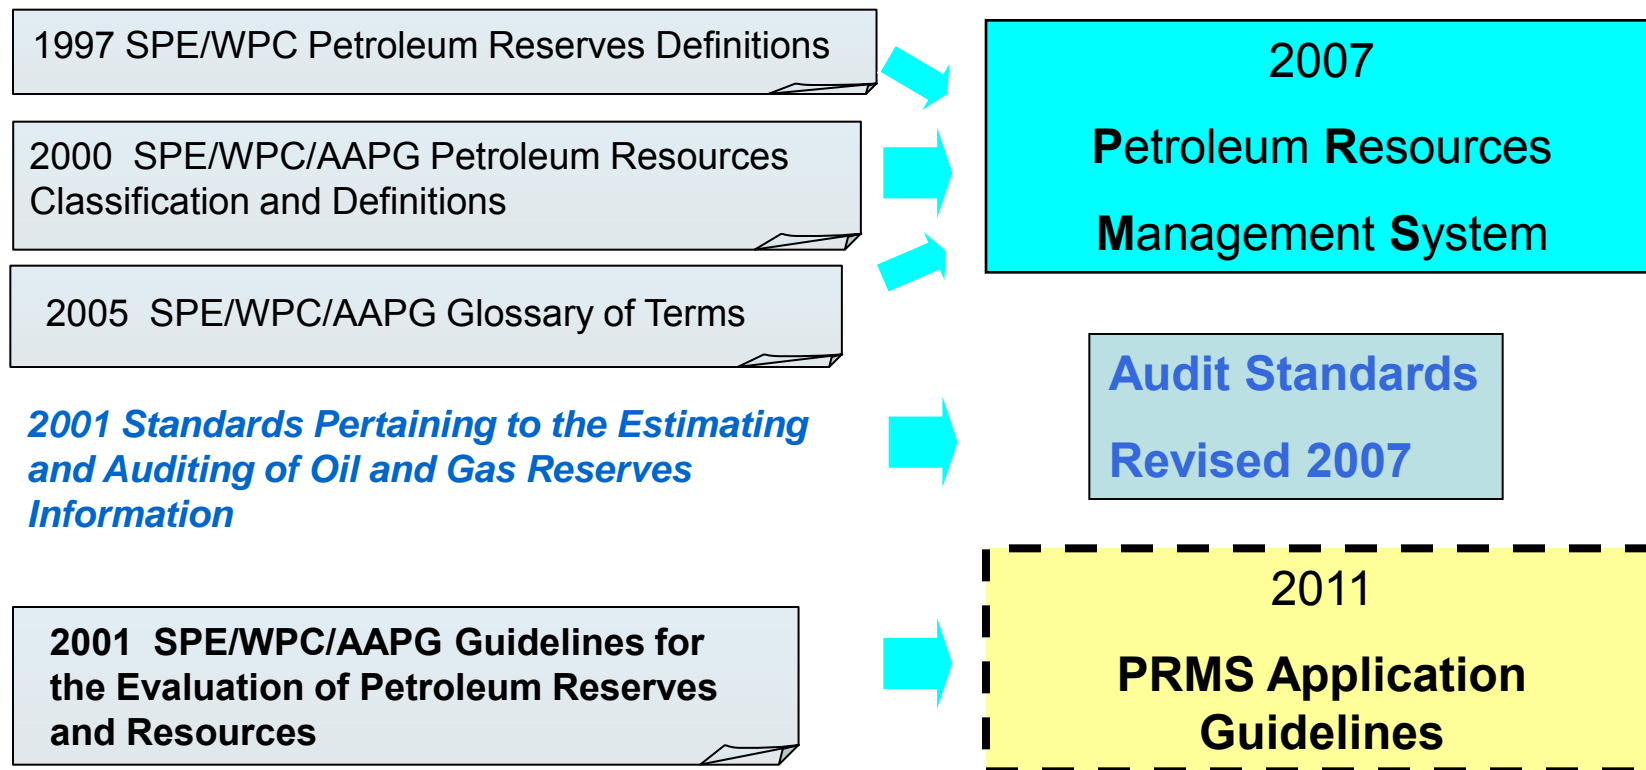 1997 SPE/WPC Petroleum Reserves Definitions
2000 SPE/WPC/AAPG Petroleum Resources
Classification and Definitions
2005 SPE/WPC/AAPG Glossary of Terms
2001 Standards Pertaining to the Estimating
and Auditing of Oil and Gas Reserves
Information
2001 SPE/WPC/AAPG Guidelines for
the Evaluation of Petroleum Reserves
and Resources
2007
Petroleum Resources
Management System
Audit Standards
Revised 2007
2011
PRMS Application
Guidelines